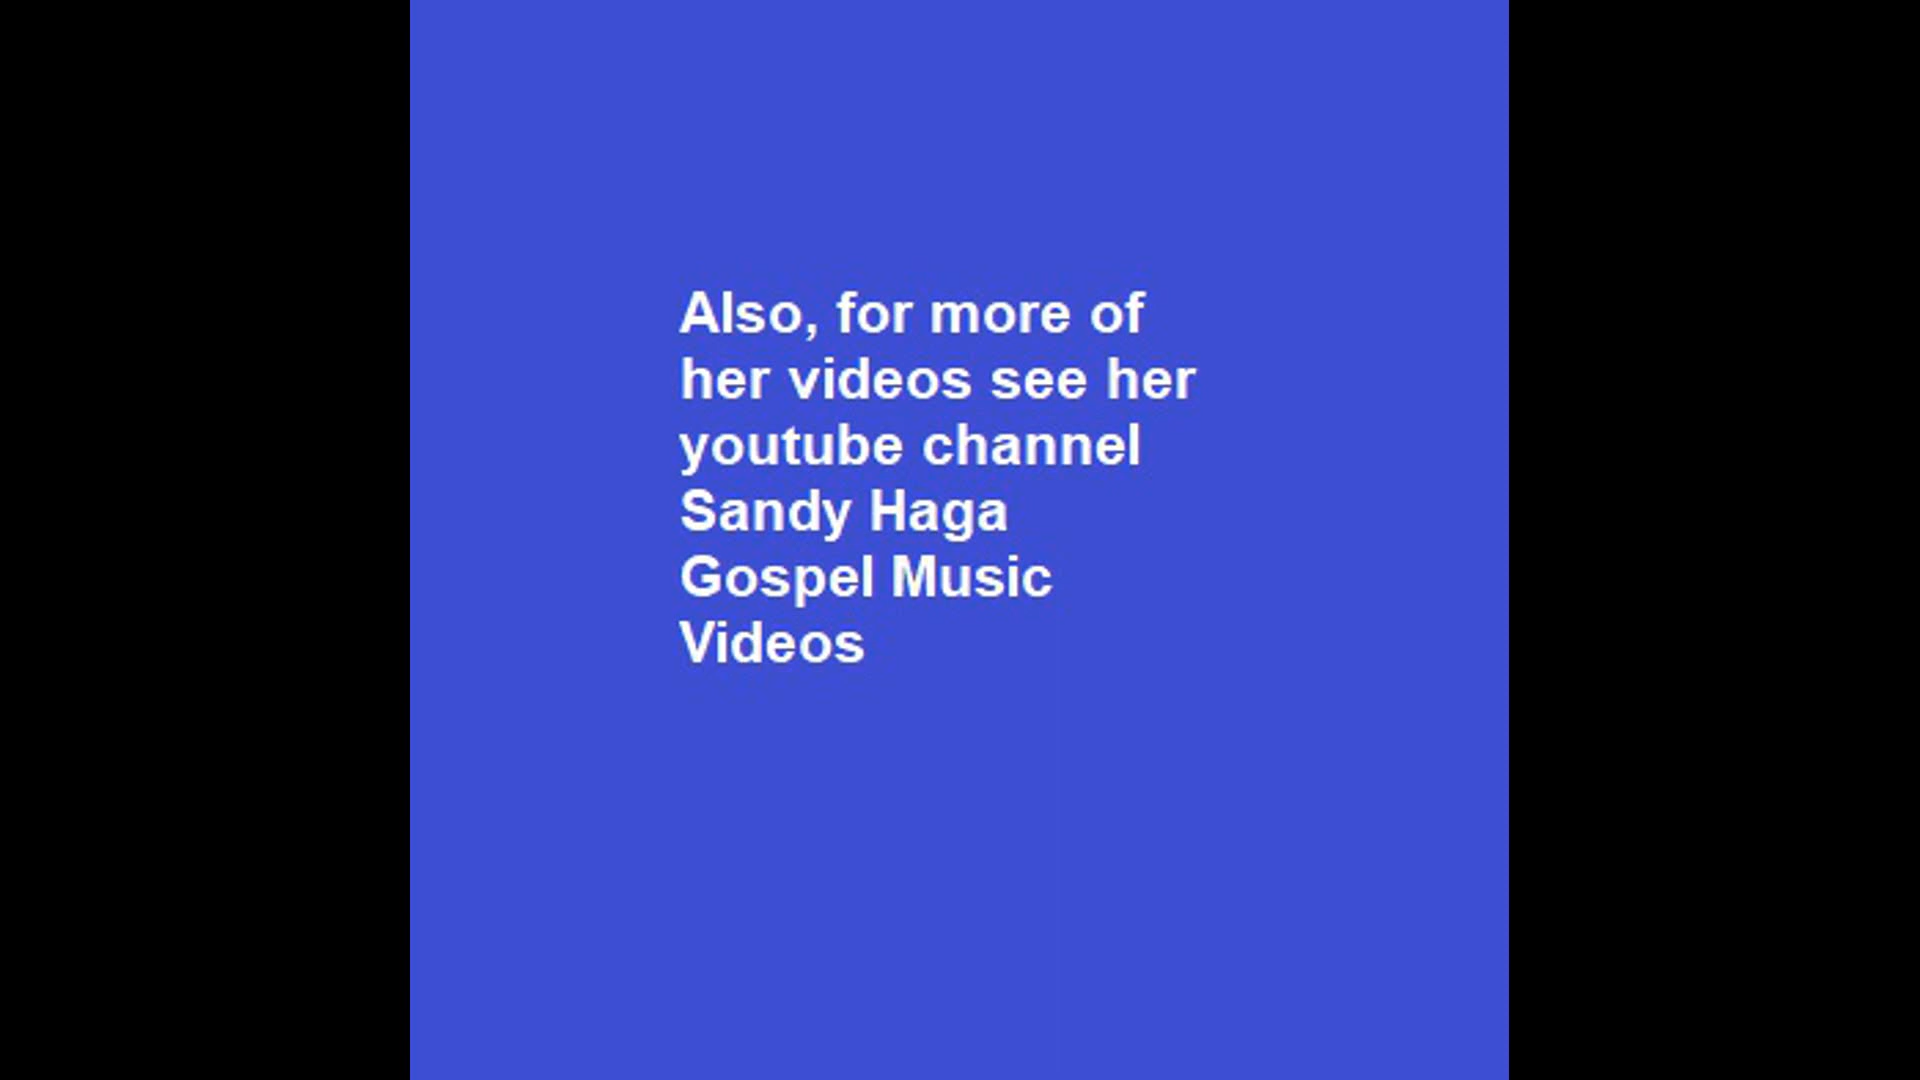 Also, for more of
her videos see her
youtube channel
Sandy Haga
Gospel Music
Videos